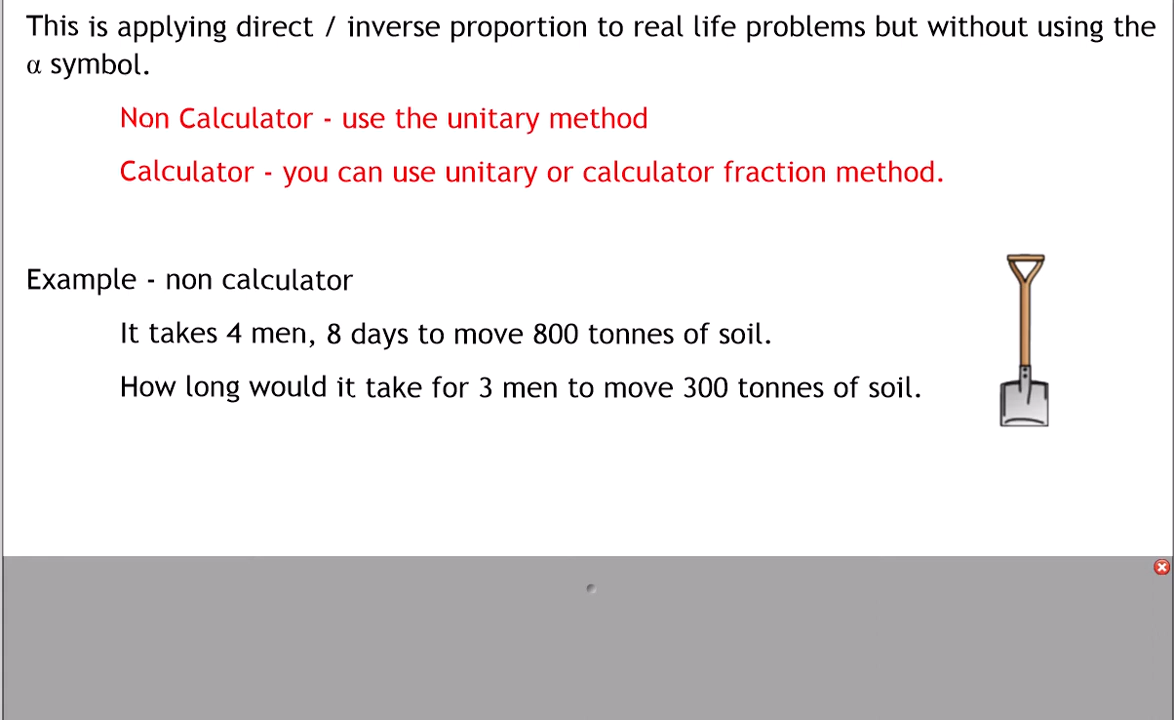 This is applying direct / inverse proportion to real life problems but without using the
α symbol.
Non Calculator - use the unitary method
Calculator - you can use unitary or calculator fraction method.
Example - non calculator
It takes 4 men, 8 days to move 800 tonnes of soil.
How long would it take for 3 men to move 300 tonnes of soil.